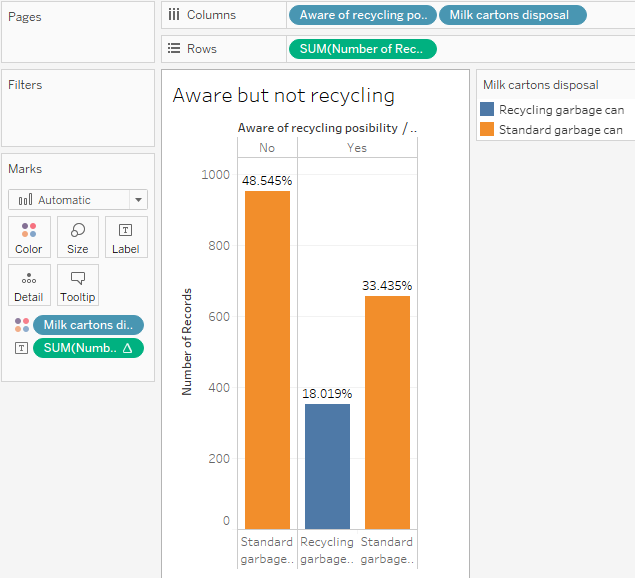 Pages
Columns
Aware of recycling po..
Milk cartons disposal
Rows
SUM(Number of Rec..
Filters
Marks
Automatic
Color
Size
Label
Detail
Tooltip
Milk cartons di..
SUM(Numb.. Δ
Aware but not recycling
Aware of recycling posibility / ..
No
Yes
Number of Records
1000
800
600
400
200
0
48.545%
18.019%
33.435%
Standard
garbage..
Recycling
garbage..
Standard
garbage..
Milk cartons disposal
Recycling garbage can
Standard garbage can